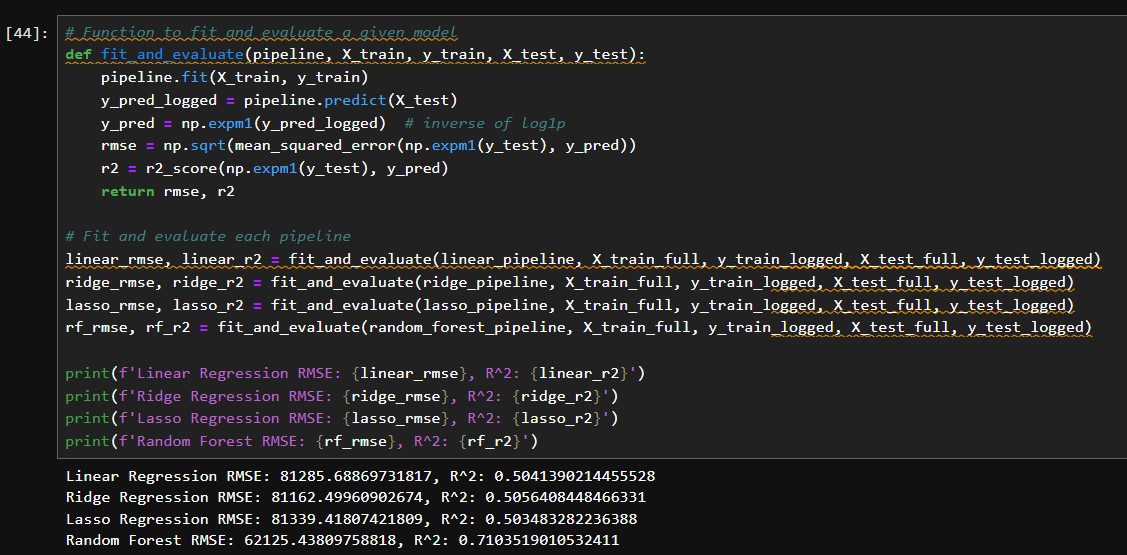 [44]:
# Function to fit and evaluate a given model
def fit_and_evaluate(pipeline, X_train, y_train, X_test, y_test):
    pipeline.fit(X_train, y_train)
    y_pred_logged = pipeline.predict(X_test)
    y_pred = np.expm1(y_pred_logged)  # inverse of log1p
    rmse = np.sqrt(mean_squared_error(np.expm1(y_test), y_pred))
    r2 = r2_score(np.expm1(y_test), y_pred)
    return rmse, r2
# Fit and evaluate each pipeline
linear_rmse, linear_r2 = fit_and_evaluate(linear_pipeline, X_train_full, y_train_logged, X_test_full, y_test_logged)
ridge_rmse, ridge_r2 = fit_and_evaluate(ridge_pipeline, X_train_full, y_train_logged, X_test_full, y_test_logged)
lasso_rmse, lasso_r2 = fit_and_evaluate(lasso_pipeline, X_train_full, y_train_logged, X_test_full, y_test_logged)
rf_rmse, rf_r2 = fit_and_evaluate(random_forest_pipeline, X_train_full, y_train_logged, X_test_full, y_test_logged)
print(f'Linear Regression RMSE: {linear_rmse}, R^2: {linear_r2}')
print(f'Ridge Regression RMSE: {ridge_rmse}, R^2: {ridge_r2}')
print(f'Lasso Regression RMSE: {lasso_rmse}, R^2: {lasso_r2}')
print(f'Random Forest RMSE: {rf_rmse}, R^2: {rf_r2}')
Linear Regression RMSE: 81285.68869731817, R^2: 0.5041390214455528
Ridge Regression RMSE: 81162.49960902674, R^2: 0.5056408448466331
Lasso Regression RMSE: 81339.41807421809, R^2: 0.503483282236388
Random Forest RMSE: 62125.43809758818, R^2: 0.7103519010532411